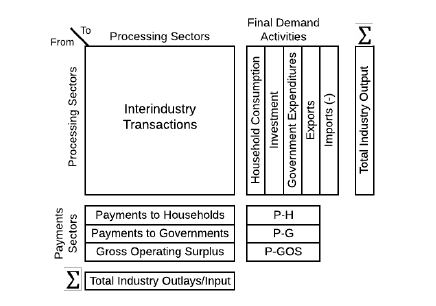 To
From
Processing Sectors
Final Demand
Activities
Σ
Processing Sectors
Interindustry
Transactions
Household Consumption
Investment
Government Expenditures
Exports
Imports (-)
Total Industry Output
Payments
Sectors
Payments to Households
P-H
Payments to Governments
P-G
Gross Operating Surplus
P-GOS
Σ
Total Industry Outlays/Input